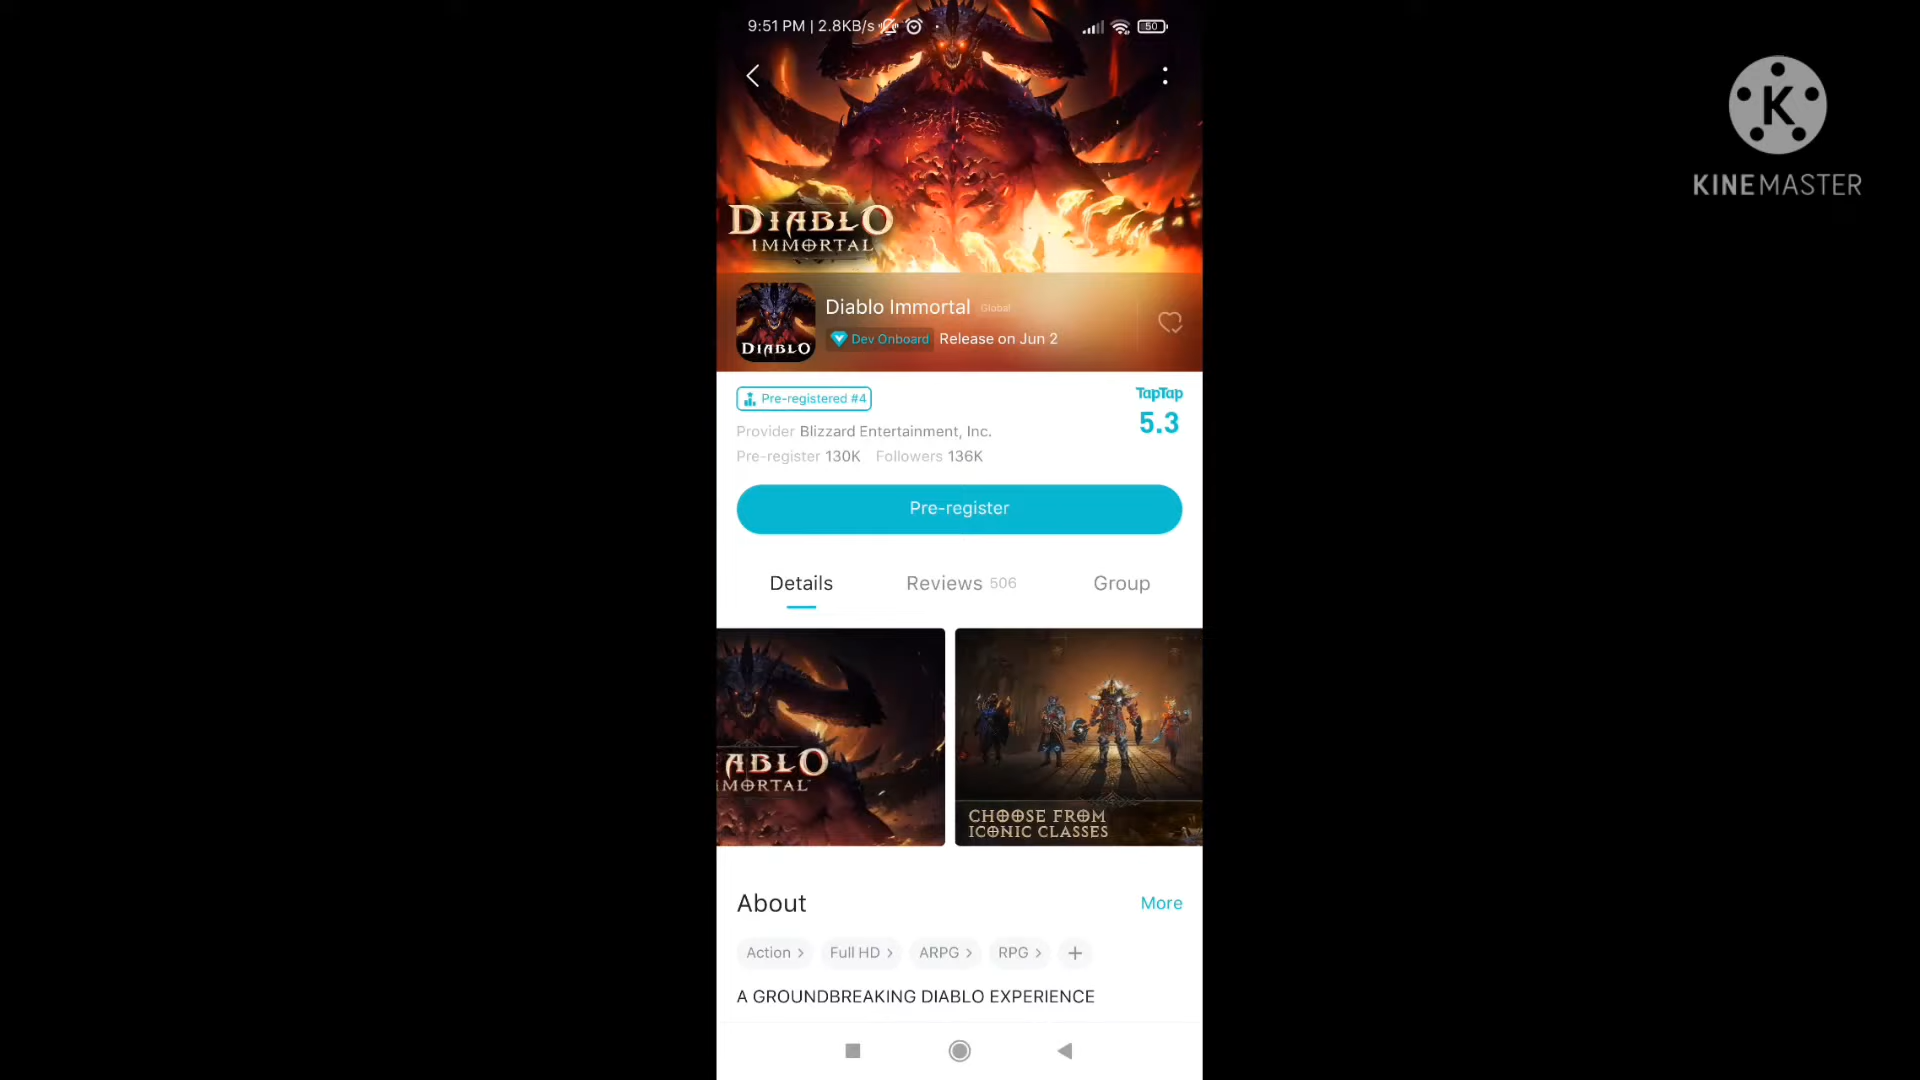 9:51 PM | 2.8KB/s
50
KINEMASTER
DIABLO
IMMORTAL
DIABLO
Diablo Immortal Global
Dev Onboard Release on Jun 2
Pre-registered #4
TapTap
5.3
Provider Blizzard Entertainment, Inc.
Pre-register 130K Followers 136K
Pre-register
Details Reviews 506 Group
ABLO
MORTAL
CHOOSE FROM
ICONIC CLASSES
About More
Action > Full HD > ARPG > RPG > +
A GROUNDBREAKING DIABLO EXPERIENCE